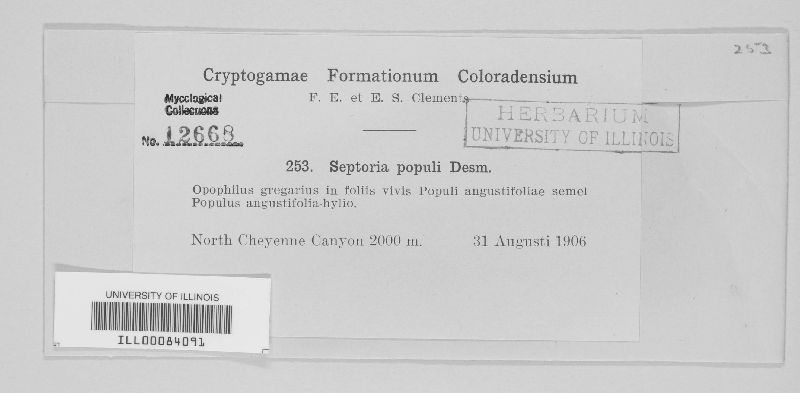 253
Cryptogamae Formationum Coloradensium
F. E. et E. S. Clements
Mycological
Collections
No. 12668
HERBARIUM
UNIVERSITY OF ILLINOIS
253. Septoria populi Desm.
Opophilus gregarius in foliis vivis Populi angustifoliae semel
Populus angustifolia-hylio.
North Cheyenne Canyon 2000 m. 31 Augusti 1906
UNIVERSITY OF ILLINOIS
ILL00084091